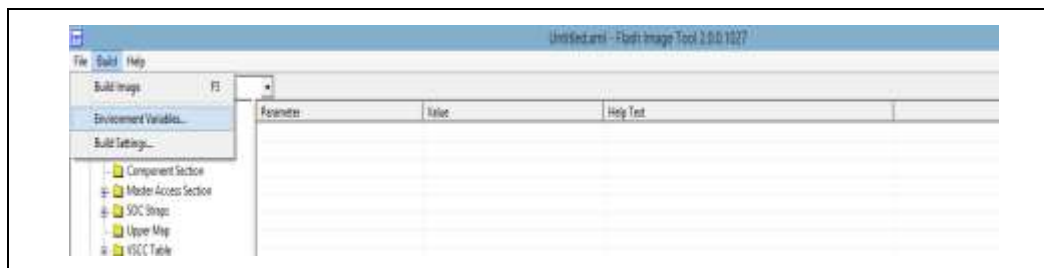 Untitled.xml - Flash Image Tool 2.0.0.1027
File Build Help
Build Image F5
Environment Variables...
Build Settings...
Parameter Value Help Text
Component Section
Master Access Section
SOC Straps
Upper Map
VSCC Table